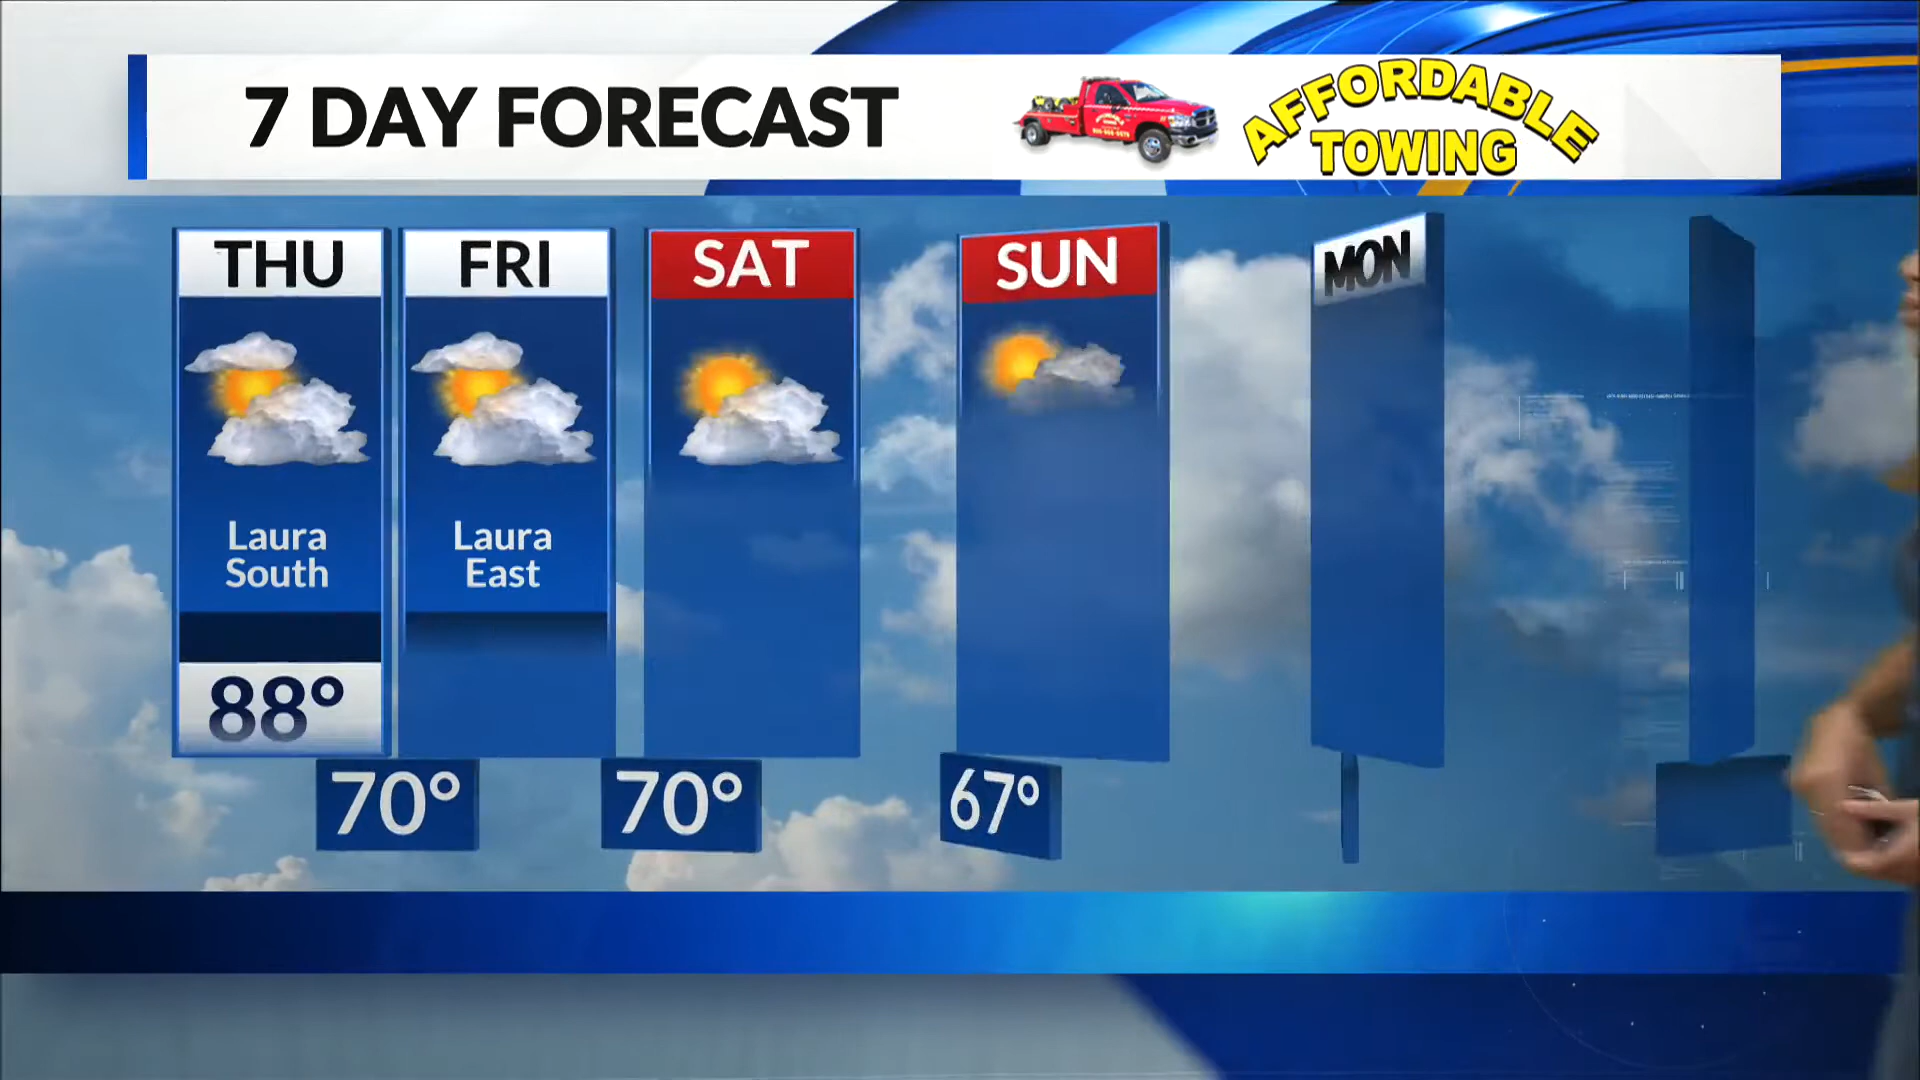 7 DAY FORECAST
AFFORDABLE
TOWING
THU
FRI
SAT
SUN
MON
Laura
South
Laura
East
88°
70°
70°
67°